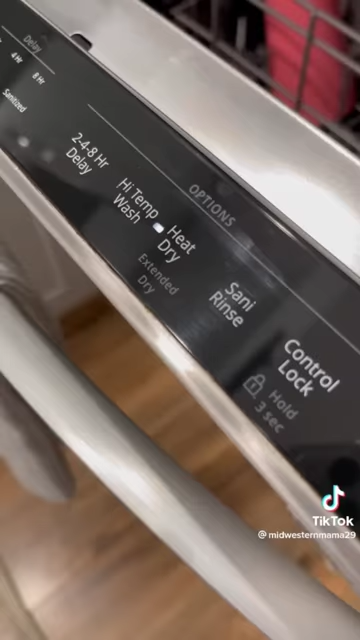 Delay
4 Hr
8 Hr
Sanitized
OPTIONS
2-4-8 Hr
Delay
Hi Temp
Wash
Heat
Dry
Extended
Dry
Sani
Rinse
Control
Lock
Hold
3 sec
TikTok
@ midwesternmama29